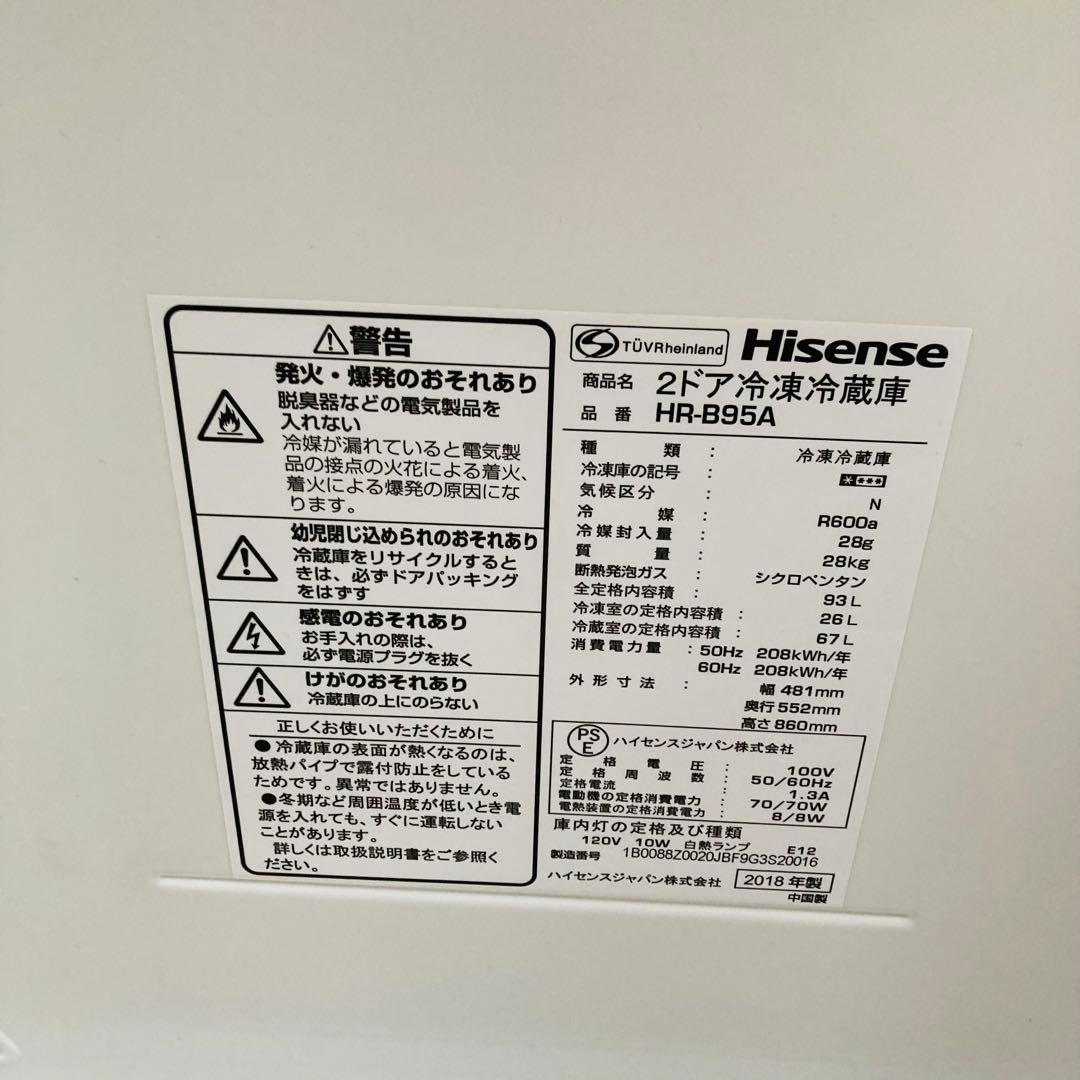 警告
発火・爆発のおそれあり
脱臭器などの電気製品を
入れない
冷媒が漏れていると電気製
品の接点の火花による着火、
着火による爆発の原因にな
ります。
幼児閉じ込められのおそれあり
冷蔵庫をリサイクルすると
きは、必ずドアパッキング
をはずす
感電のおそれあり
お手入れの際は、
必ず電源プラグを抜く
けがのおそれあり
冷蔵庫の上にのらない
正しくお使いいただくために
●冷蔵庫の表面が熱くなるのは、
放熱パイプで露付防止をしている
ためです。異常ではありません。
●冬期など周囲温度が低いとき電
源を入れても、すぐに運転しない
ことがあります。
詳しくは取扱説明書をご参照く
ださい。
TÜVRheinland Hisense
商品名 2ドア冷凍冷蔵庫
品番 HR-B95A
種類 : 冷凍冷蔵庫
冷凍庫の記号 : ****
気候区分 : N
冷媒 : R600a
冷媒封入量 : 28g
質量 : 28kg
断熱発泡ガス : シクロペンタン
全定格内容積 : 93L
冷凍室の定格内容積 : 26L
冷蔵室の定格内容積 : 67L
消費電力量 : 50Hz 208kWh/年
60Hz 208kWh/年
外形寸法 : 幅 481mm
奥行 552mm
高さ 860mm
PSE ハイセンスジャパン株式会社
定格電圧 : 100V
定格周波数 : 50/60Hz
定格電流 : 1.3A
電動機の定格消費電力 : 70/70W
電熱装置の定格消費電力 : 8/8W
庫内灯の定格及び種類
120V 10W 白熱ランプ E12
製造番号 1B0088Z0020JBF9G3S20016
ハイセンスジャパン株式会社 2018年製
中国製